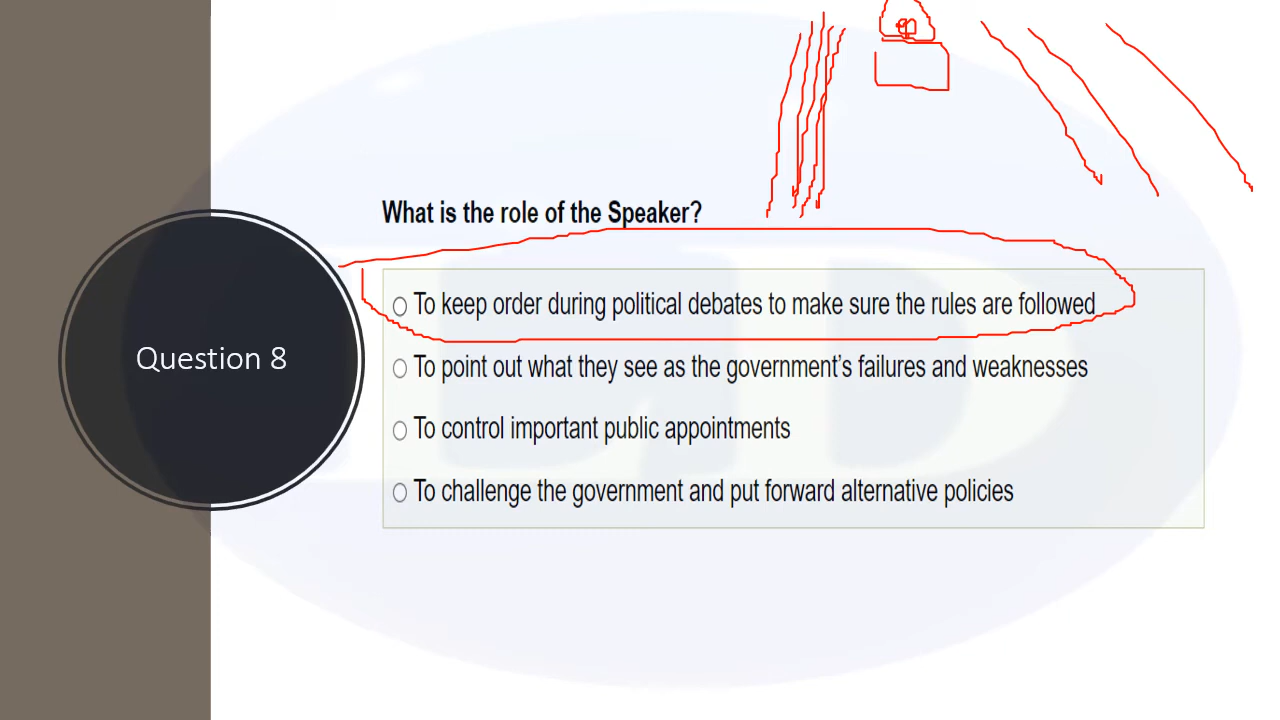 What is the role of the Speaker?
To keep order during political debates to make sure the rules are followed
Question 8
To point out what they see as the government's failures and weaknesses
To control important public appointments
To challenge the government and put forward alternative policies